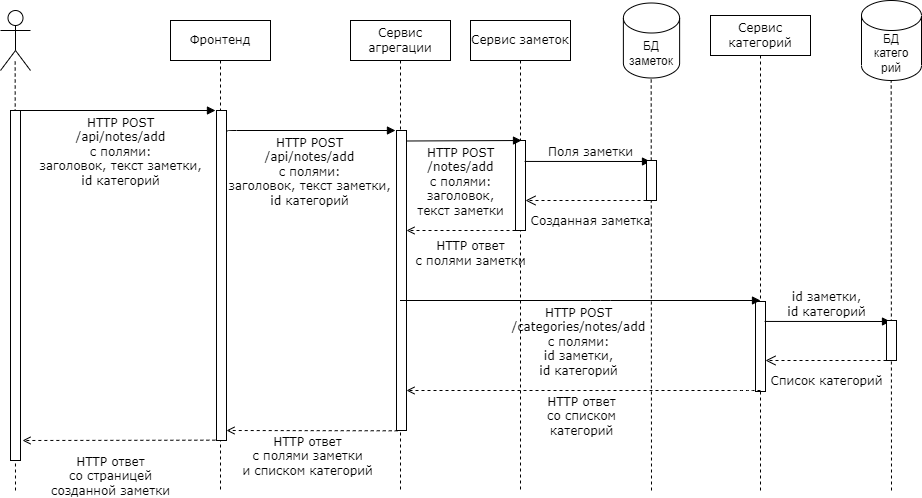 Фронтенд
Сервис
агрегации
Сервис заметок
БД
заметок
Сервис
категорий
БД
катего
рий
HTTP POST
/api/notes/add
с полями:
заголовок, текст заметки,
id категорий
HTTP POST
/api/notes/add
с полями:
заголовок, текст заметки,
id категорий
HTTP POST
/notes/add
с полями:
заголовок,
текст заметки
Поля заметки
Созданная заметка
HTTP ответ
с полями заметки
HTTP POST
/categories/notes/add
с полями:
id заметки,
id категорий
id заметки,
id категорий
Список категорий
HTTP ответ
со списком
категорий
HTTP ответ
с полями заметки
и списком категорий
HTTP ответ
со страницей
созданной заметки